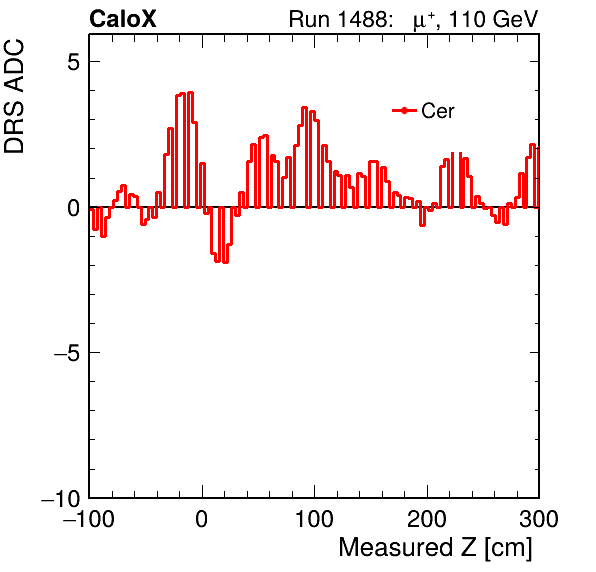 CaloX Run 1488: μ⁺, 110 GeV
DRS ADC
5
Cer
0
−5
−10
−100 0 100 200 300
Measured Z [cm]